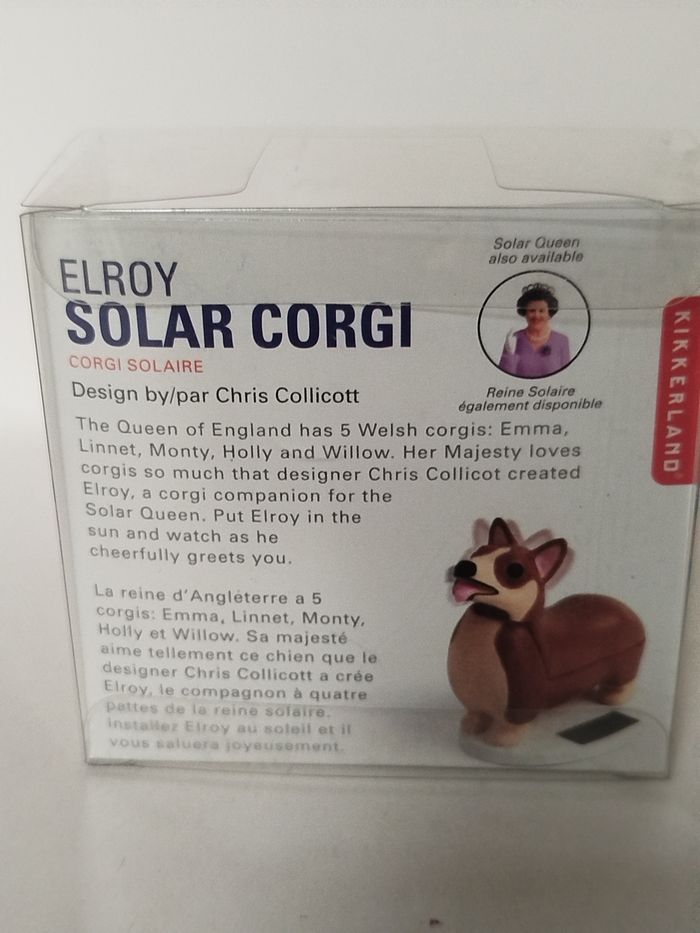 Solar Queen
also available
ELROY
SOLAR CORGI
CORGI SOLAIRE
Design by/par Chris Collicott
Reine Solaire
également disponible
KIKKERLAND®
The Queen of England has 5 Welsh corgis: Emma,
Linnet, Monty, Holly and Willow. Her Majesty loves
corgis so much that designer Chris Collicot created
Elroy, a corgi companion for the
Solar Queen. Put Elroy in the
sun and watch as he
cheerfully greets you.
La reine d'Angleterre a 5
corgis: Emma, Linnet, Monty,
Holly et Willow. Sa majesté
aime tellement ce chien que le
designer Chris Collicott a crée
Elroy, le compagnon à quatre
pattes de la reine solaire.
Installez Elroy au soleil et il
vous saluera joyeusement.